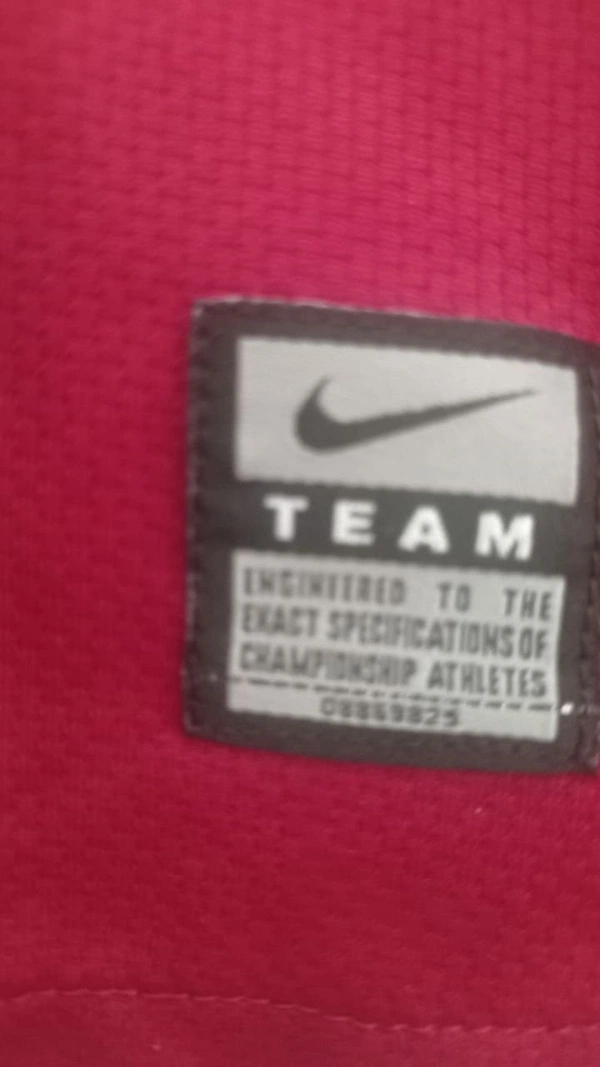 TEAM
ENGINEERED TO THE
EXACT SPECIFICATIONS OF
CHAMPIONSHIP ATHLETES